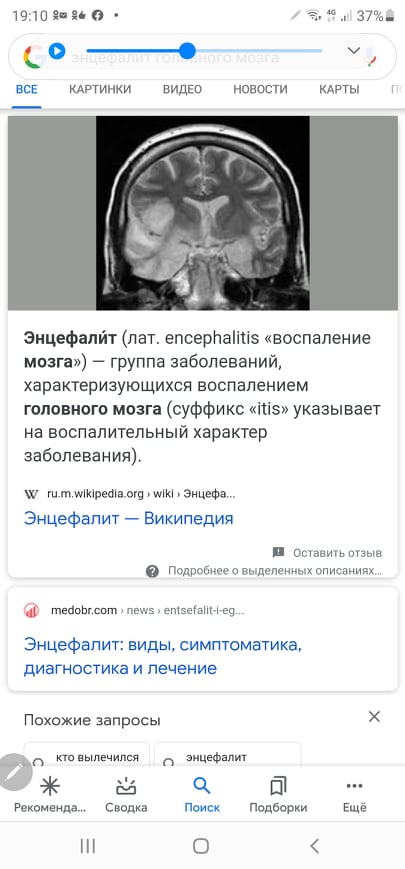 19:10
4G
37%
энцефалит головного мозга
ВСЕ КАРТИНКИ ВИДЕО НОВОСТИ КАРТЫ
Энцефали́т (лат. encephalitis «воспаление
мозга») — группа заболеваний,
характеризующихся воспалением
головного мозга (суффикс «itis» указывает
на воспалительный характер
заболевания).
W ru.m.wikipedia.org › wiki › Энцефа...
Энцефалит — Википедия
Оставить отзыв
Подробнее о выделенных описаниях...
medobr.com › news › entsefalit-i-eg...
Энцефалит: виды, симптоматика,
диагностика и лечение
Похожие запросы
кто вылечился
энцефалит
Рекоменда... Сводка Поиск Подборки Ещё